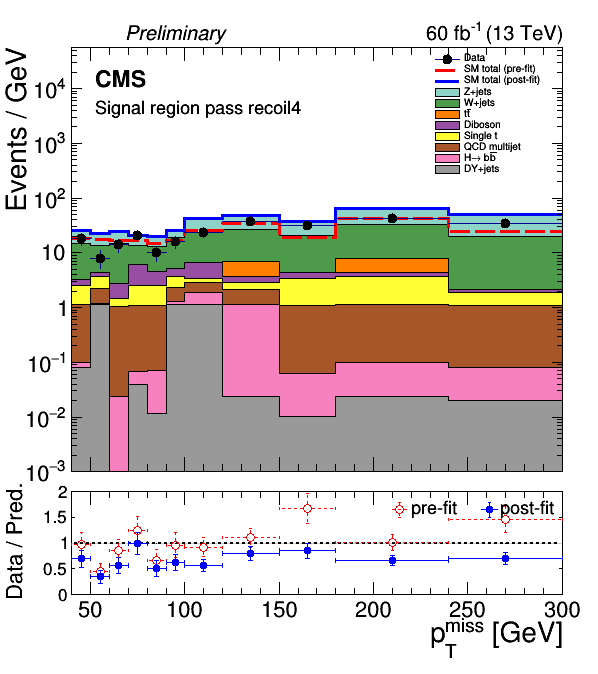 Preliminary
60 fb⁻¹ (13 TeV)
Events / GeV
CMS
Signal region pass recoil4
Data
SM total (pre-fit)
SM total (post-fit)
Z+jets
W+jets
tt̅
Diboson
Single t
QCD multijet
H→ bb̅
DY+jets
10⁴
10³
10²
10
1
10⁻¹
10⁻²
10⁻³
Data / Pred.
2
1.5
1
0.5
0
pre-fit
post-fit
50 100 150 200 250 300
p_T^miss [GeV]